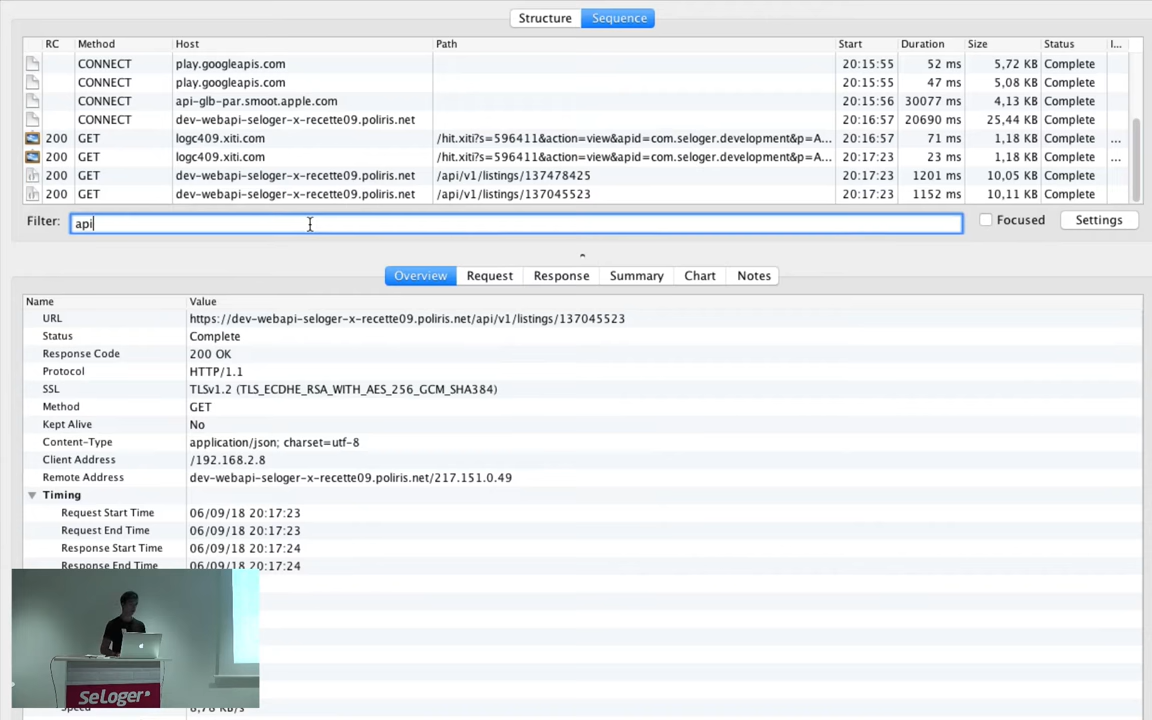 Structure Sequence
RC Method Host Path Start Duration Size Status I...
CONNECT play.googleapis.com 20:15:55 52 ms 5,72 KB Complete
CONNECT play.googleapis.com 20:15:55 47 ms 5,08 KB Complete
CONNECT api-glb-par.smoot.apple.com 20:15:56 30077 ms 4,13 KB Complete
CONNECT dev-webapi-seloger-x-recette09.poliris.net 20:16:57 20690 ms 25,44 KB Complete
200 GET logc409.xiti.com /hit.xiti?s=596411&action=view&apid=com.seloger.development&p=A... 20:16:57 71 ms 1,18 KB Complete ...
200 GET logc409.xiti.com /hit.xiti?s=596411&action=view&apid=com.seloger.development&p=A... 20:17:23 23 ms 1,18 KB Complete ...
200 GET dev-webapi-seloger-x-recette09.poliris.net /api/v1/listings/137478425 20:17:23 1201 ms 10,05 KB Complete
200 GET dev-webapi-seloger-x-recette09.poliris.net /api/v1/listings/137045523 20:17:23 1152 ms 10,11 KB Complete
Filter: api Focused Settings
Overview Request Response Summary Chart Notes
Name Value
URL https://dev-webapi-seloger-x-recette09.poliris.net/api/v1/listings/137045523
Status Complete
Response Code 200 OK
Protocol HTTP/1.1
SSL TLSv1.2 (TLS_ECDHE_RSA_WITH_AES_256_GCM_SHA384)
Method GET
Kept Alive No
Content-Type application/json; charset=utf-8
Client Address /192.168.2.8
Remote Address dev-webapi-seloger-x-recette09.poliris.net/217.151.0.49
Timing
Request Start Time 06/09/18 20:17:23
Request End Time 06/09/18 20:17:23
Response Start Time 06/09/18 20:17:24
Response End Time 06/09/18 20:17:24
SeLoger